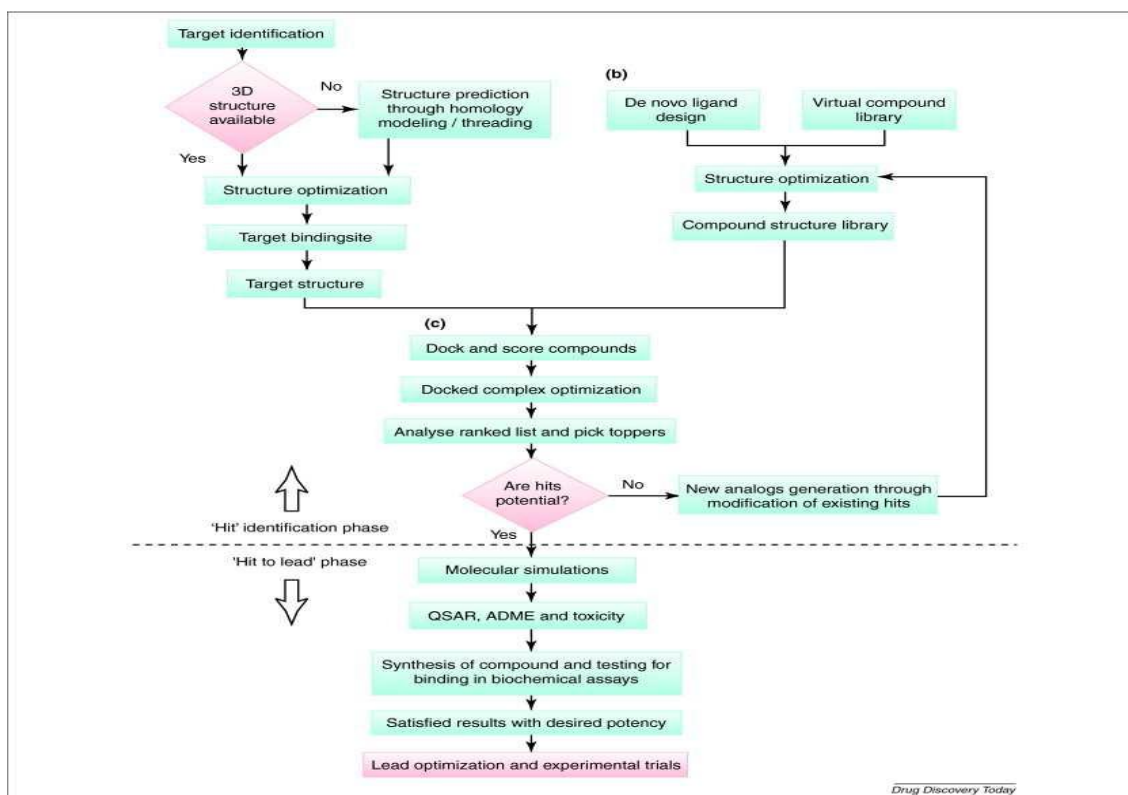 Target identification
3D
structure
available
No
Structure prediction
through homology
modeling / threading
Yes
Structure optimization
Target bindingsite
Target structure
(b)
De novo ligand
design
Virtual compound
library
Structure optimization
Compound structure library
(c)
Dock and score compounds
Docked complex optimization
Analyse ranked list and pick toppers
Are hits
potential?
No
New analogs generation through
modification of existing hits
Yes
'Hit' identification phase
'Hit to lead' phase
Molecular simulations
QSAR, ADME and toxicity
Synthesis of compound and testing for
binding in biochemical assays
Satisfied results with desired potency
Lead optimization and experimental trials
Drug Discovery Today